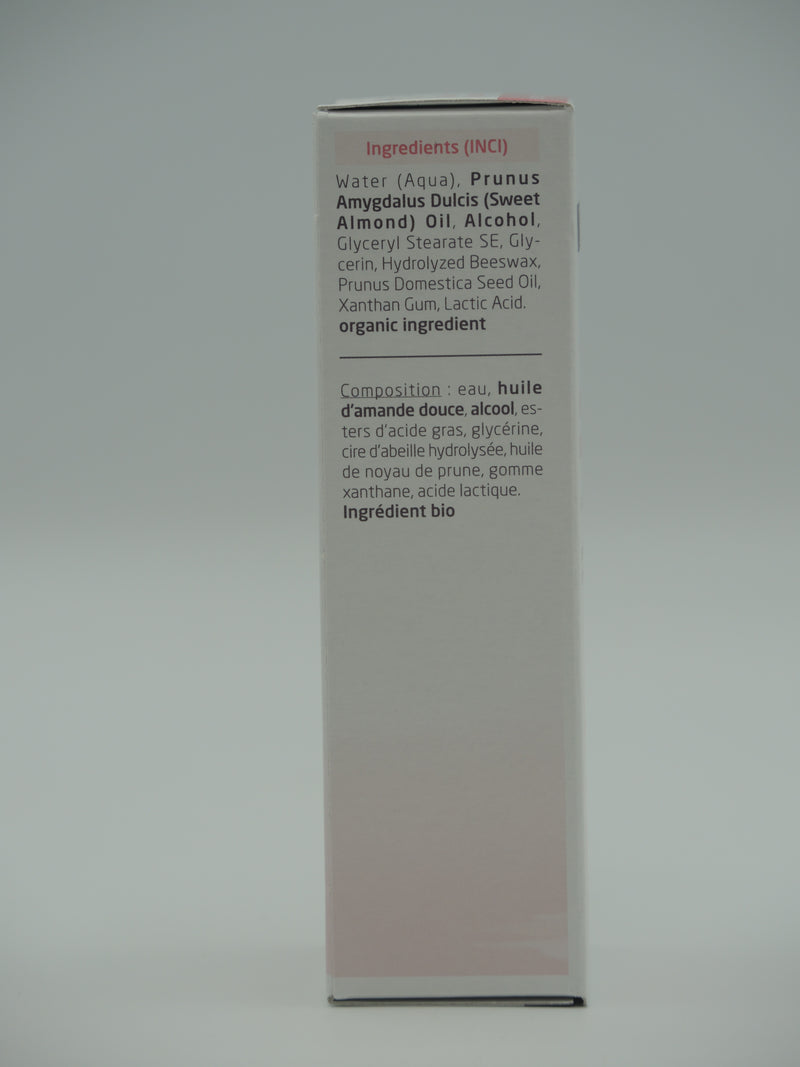 Ingredients (INCI)
Water (Aqua), Prunus
Amygdalus Dulcis (Sweet
Almond) Oil, Alcohol,
Glyceryl Stearate SE, Gly-
cerin, Hydrolyzed Beeswax,
Prunus Domestica Seed Oil,
Xanthan Gum, Lactic Acid.
organic ingredient
Composition : eau, huile
d'amande douce, alcool, es-
ters d'acide gras, glycérine,
cire d'abeille hydrolysée, huile
de noyau de prune, gomme
xanthane, acide lactique.
Ingrédient bio